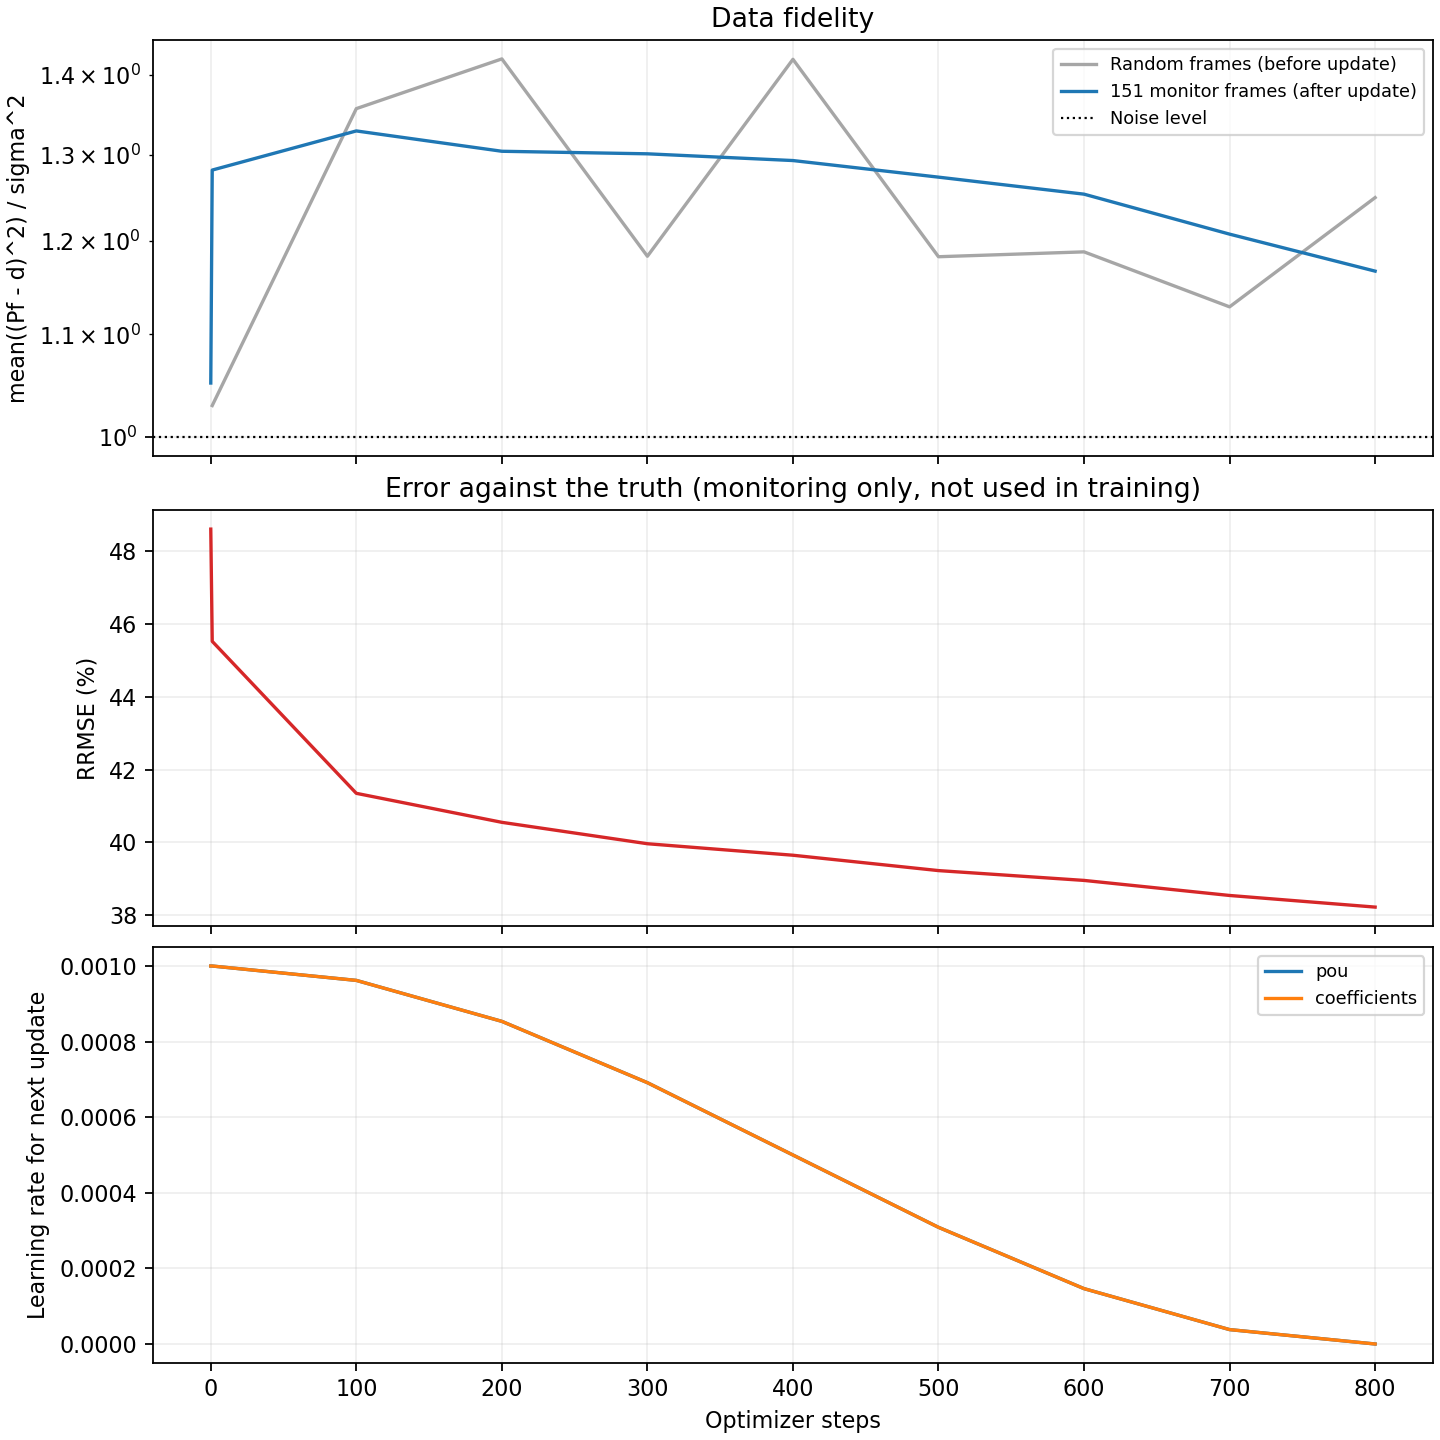 Data fidelity
mean((Pf - d)^2) / sigma^2
1.4 × 10⁰
1.3 × 10⁰
1.2 × 10⁰
1.1 × 10⁰
10⁰
Random frames (before update)
151 monitor frames (after update)
Noise level
Error against the truth (monitoring only, not used in training)
RRMSE (%)
48
46
44
42
40
38
Learning rate for next update
0.0010
0.0008
0.0006
0.0004
0.0002
0.0000
pou
coefficients
0 100 200 300 400 500 600 700 800
Optimizer steps